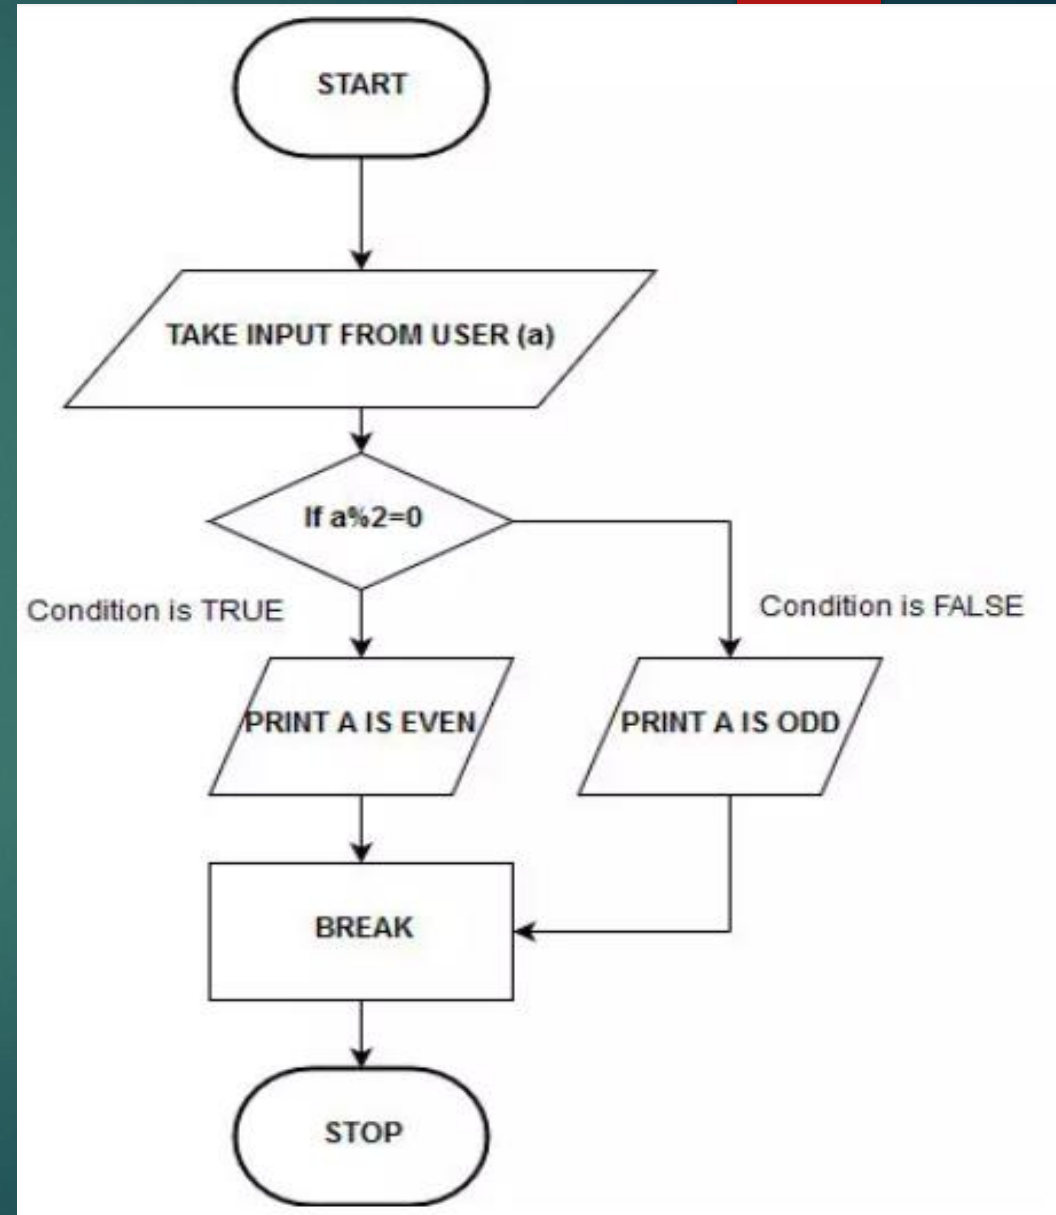 START
TAKE INPUT FROM USER (a)
If a%2=0
Condition is TRUE
Condition is FALSE
PRINT A IS EVEN
PRINT A IS ODD
BREAK
STOP